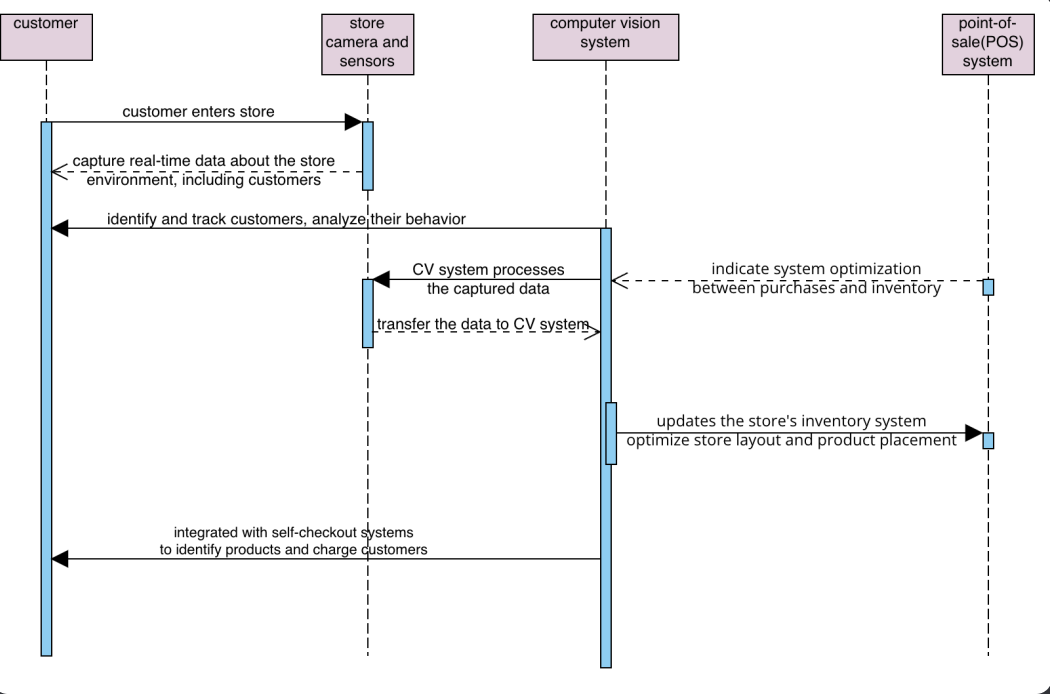 customer
store
camera and
sensors
computer vision
system
point-of-
sale(POS)
system
customer enters store
capture real-time data about the store
environment, including customers
identify and track customers, analyze their behavior
CV system processes
the captured data
indicate system optimization
between purchases and inventory
transfer the data to CV system
updates the store's inventory system
optimize store layout and product placement
integrated with self-checkout systems
to identify products and charge customers